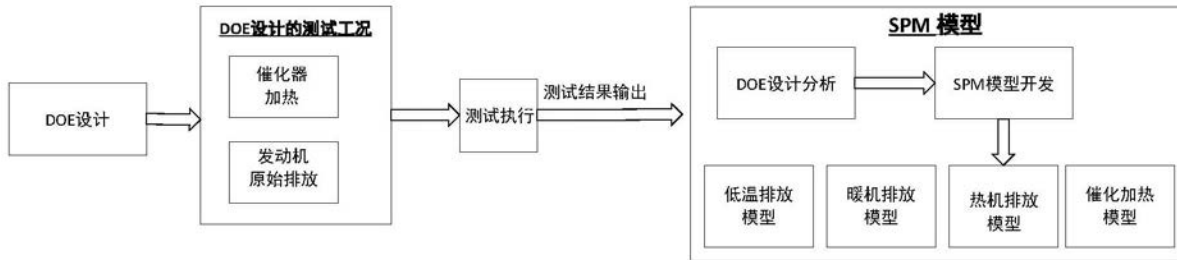 DOE设计
DOE设计的测试工况
催化器
加热
发动机
原始排放
测试执行
测试结果输出
SPM 模型
DOE设计分析
SPM模型开发
低温排放
模型
暖机排放
模型
热机排放
模型
催化加热
模型